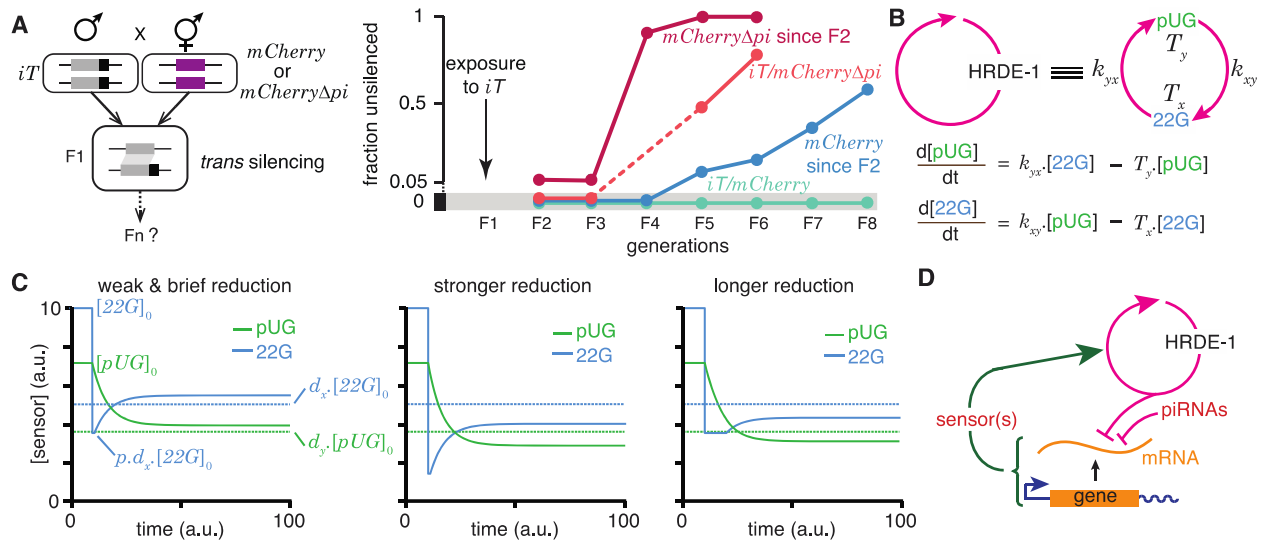 A
X
iT
mCherry
or
mCherryΔpi
F1
trans silencing
Fn ?
fraction unsilenced
1
0.5
0.05
0
exposure
to iT
mCherryΔpi since F2
iT/mCherryΔpi
mCherry
since F2
iT/mCherry
F1 F2 F3 F4 F5 F6 F7 F8
generations
B
HRDE-1
pUG
T_y
k_yx
k_xy
T_x
22G
d[pUG]
dt
= k_yx.[22G] − T_y.[pUG]
d[22G]
dt
= k_xy.[pUG] − T_x.[22G]
C
weak & brief reduction
[sensor] (a.u.)
10
0
[22G]_0
[pUG]_0
pUG
22G
d_x.[22G]_0
d_y.[pUG]_0
p.d_x.[22G]_0
0 100
time (a.u.)
stronger reduction
pUG
22G
0 100
time (a.u.)
longer reduction
pUG
22G
0 100
time (a.u.)
D
HRDE-1
sensor(s)
piRNAs
mRNA
gene